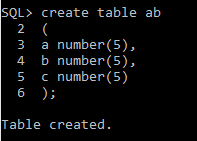 SQL> create table ab
2 (
3 a number(5),
4 b number(5),
5 c number(5)
6 );
Table created.